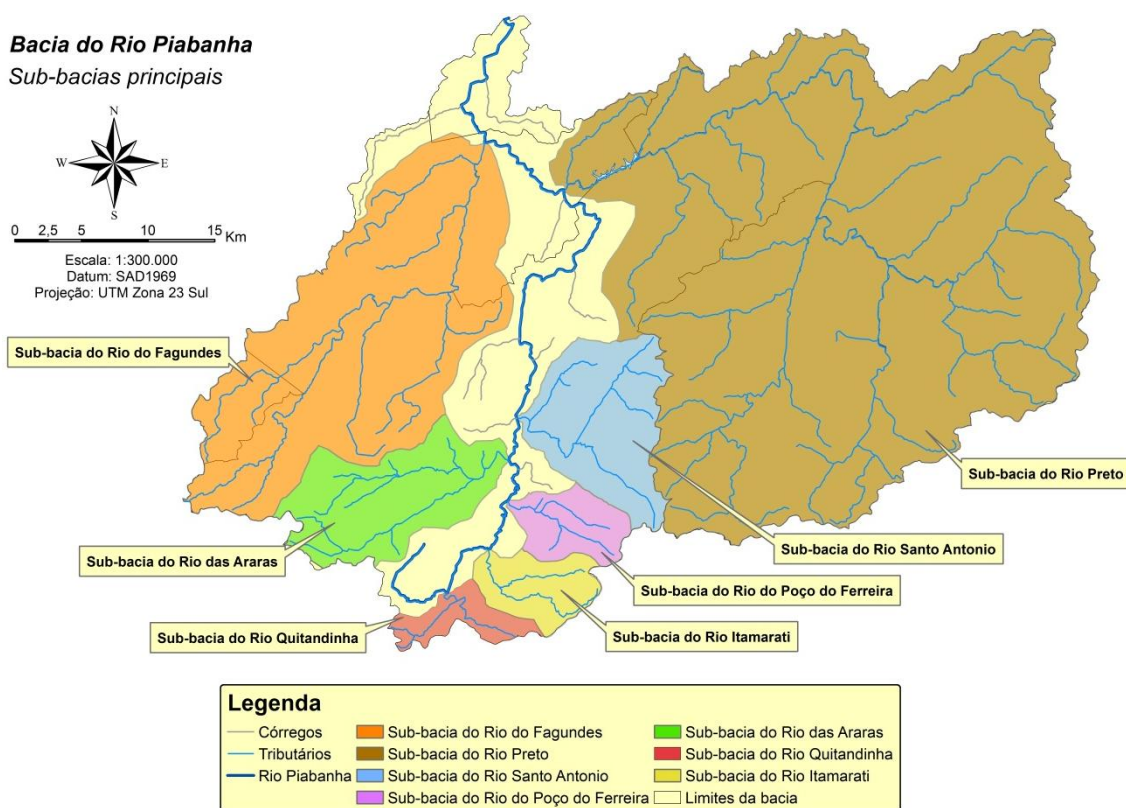 Bacia do Rio Piabanha
Sub-bacias principais
N
W E
S
0 2,5 5 10 15 Km
Escala: 1:300.000
Datum: SAD1969
Projeção: UTM Zona 23 Sul
Sub-bacia do Rio do Fagundes
Sub-bacia do Rio Preto
Sub-bacia do Rio Santo Antonio
Sub-bacia do Rio das Araras
Sub-bacia do Rio do Poço do Ferreira
Sub-bacia do Rio Quitandinha
Sub-bacia do Rio Itamarati
Legenda
Córregos
Tributários
Rio Piabanha
Sub-bacia do Rio do Fagundes
Sub-bacia do Rio Preto
Sub-bacia do Rio Santo Antonio
Sub-bacia do Rio do Poço do Ferreira
Sub-bacia do Rio das Araras
Sub-bacia do Rio Quitandinha
Sub-bacia do Rio Itamarati
Limites da bacia